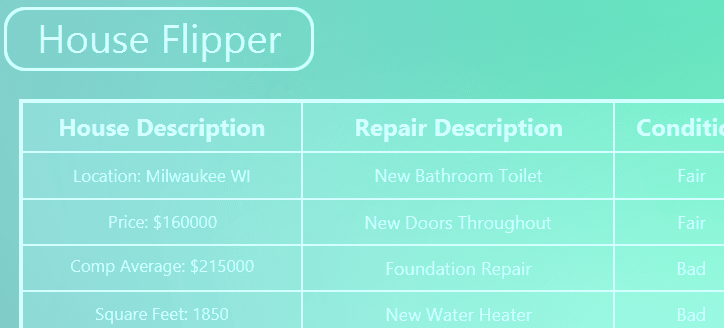 House Flipper
House Description Repair Description Conditio
Location: Milwaukee WI New Bathroom Toilet Fair
Price: $160000 New Doors Throughout Fair
Comp Average: $215000 Foundation Repair Bad
Square Feet: 1850 New Water Heater Bad